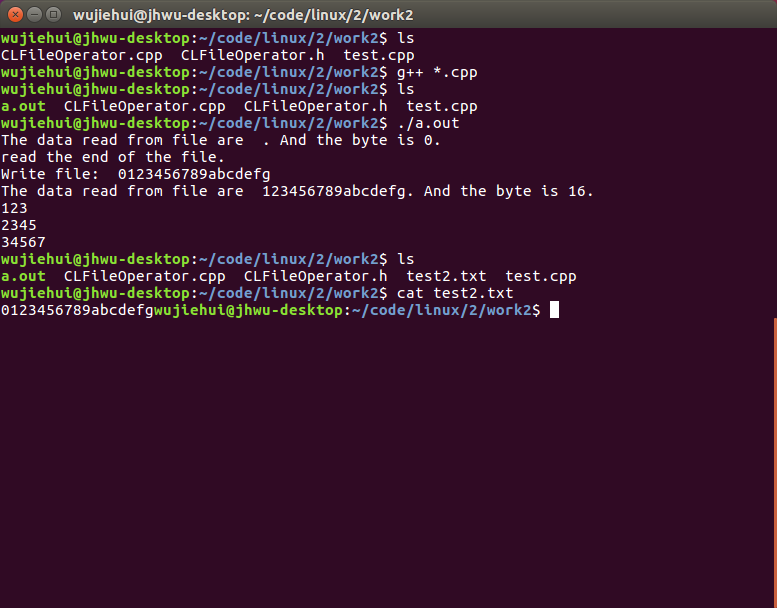 wujiehui@jhwu-desktop: ~/code/linux/2/work2
wujiehui@jhwu-desktop:~/code/linux/2/work2$ ls
CLFileOperator.cpp  CLFileOperator.h  test.cpp
wujiehui@jhwu-desktop:~/code/linux/2/work2$ g++ *.cpp
wujiehui@jhwu-desktop:~/code/linux/2/work2$ ls
a.out  CLFileOperator.cpp  CLFileOperator.h  test.cpp
wujiehui@jhwu-desktop:~/code/linux/2/work2$ ./a.out
The data read from file are  . And the byte is 0.
read the end of the file.
Write file:  0123456789abcdefg
The data read from file are  123456789abcdefg. And the byte is 16.
123
2345
34567
wujiehui@jhwu-desktop:~/code/linux/2/work2$ ls
a.out  CLFileOperator.cpp  CLFileOperator.h  test2.txt  test.cpp
wujiehui@jhwu-desktop:~/code/linux/2/work2$ cat test2.txt
0123456789abcdefgwujiehui@jhwu-desktop:~/code/linux/2/work2$